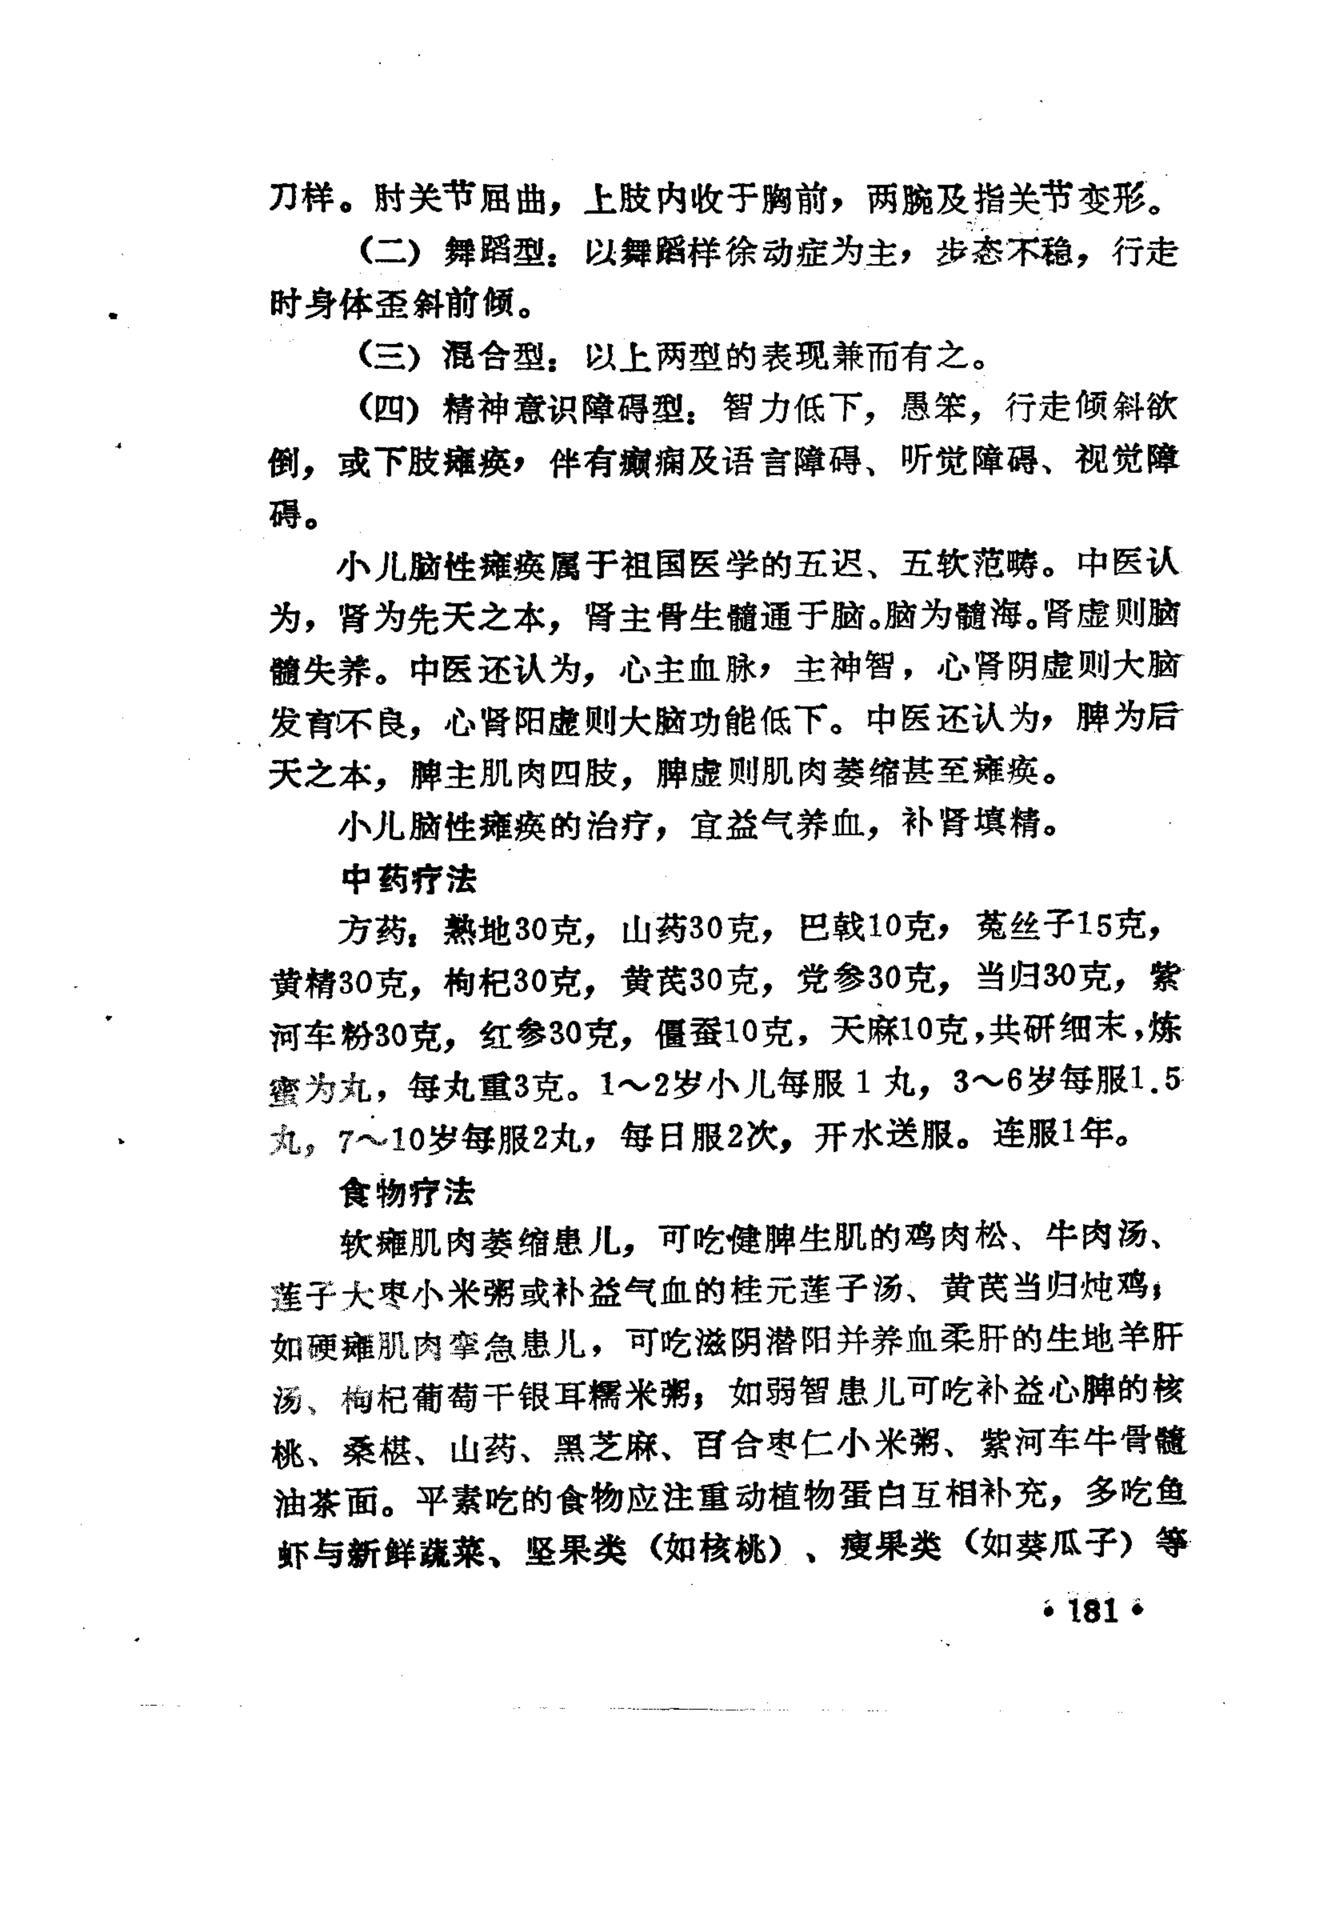 刀样。肘关节屈曲，上肢内收于胸前，两腕及指关节变形。
（二）舞蹈型：以舞蹈样徐动症为主，步态不稳，行走
时身体歪斜前倾。
（三）混合型：以上两型的表现兼而有之。
（四）精神意识障碍型：智力低下，愚笨，行走倾斜欲
倒，或下肢瘫痪，伴有癫痫及语言障碍、听觉障碍、视觉障
碍。
小儿脑性瘫痪属于祖国医学的五迟、五软范畴。中医认
为，肾为先天之本，肾主骨生髓通于脑。脑为髓海。肾虚则脑
髓失养。中医还认为，心主血脉，主神智，心肾阴虚则大脑
发育不良，心肾阳虚则大脑功能低下。中医还认为，脾为后
天之本，脾主肌肉四肢，脾虚则肌肉萎缩甚至瘫痪。
小儿脑性瘫痪的治疗，宜益气养血，补肾填精。
中药疗法
方药：熟地30克，山药30克，巴戟10克，菟丝子15克，
黄精30克，枸杞30克，黄芪30克，党参30克，当归30克，紫
河车粉30克，红参30克，僵蚕10克，天麻10克，共研细末，炼
蜜为丸，每丸重3克。1～2岁小儿每服1丸，3～6岁每服1.5
丸，7～10岁每服2丸，每日服2次，开水送服。连服1年。
食物疗法
软瘫肌肉萎缩患儿，可吃健脾生肌的鸡肉松、牛肉汤、
莲子大枣小米粥或补益气血的桂元莲子汤、黄芪当归炖鸡；
如硬瘫肌肉挛急患儿，可吃滋阴潜阳并养血柔肝的生地羊肝
汤、枸杞葡萄干银耳糯米粥；如弱智患儿可吃补益心脾的核
桃、桑椹、山药、黑芝麻、百合枣仁小米粥、紫河车牛骨髓
油茶面。平素吃的食物应注重动植物蛋白互相补充，多吃鱼
虾与新鲜蔬菜、坚果类（如核桃）、瘦果类（如葵瓜子）等
• 181 •